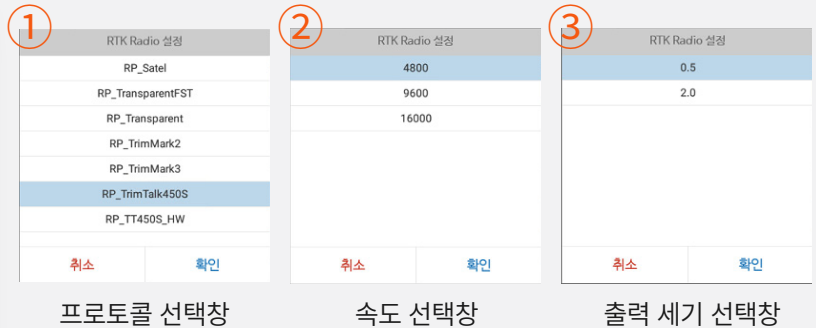 ①
RTK Radio 설정
RP_Satel
RP_TransparentFST
RP_Transparent
RP_TrimMark2
RP_TrimMark3
RP_TrimTalk450S
RP_TT450S_HW
취소 확인
프로토콜 선택창
②
RTK Radio 설정
4800
9600
16000
취소 확인
속도 선택창
③
RTK Radio 설정
0.5
2.0
취소 확인
출력 세기 선택창